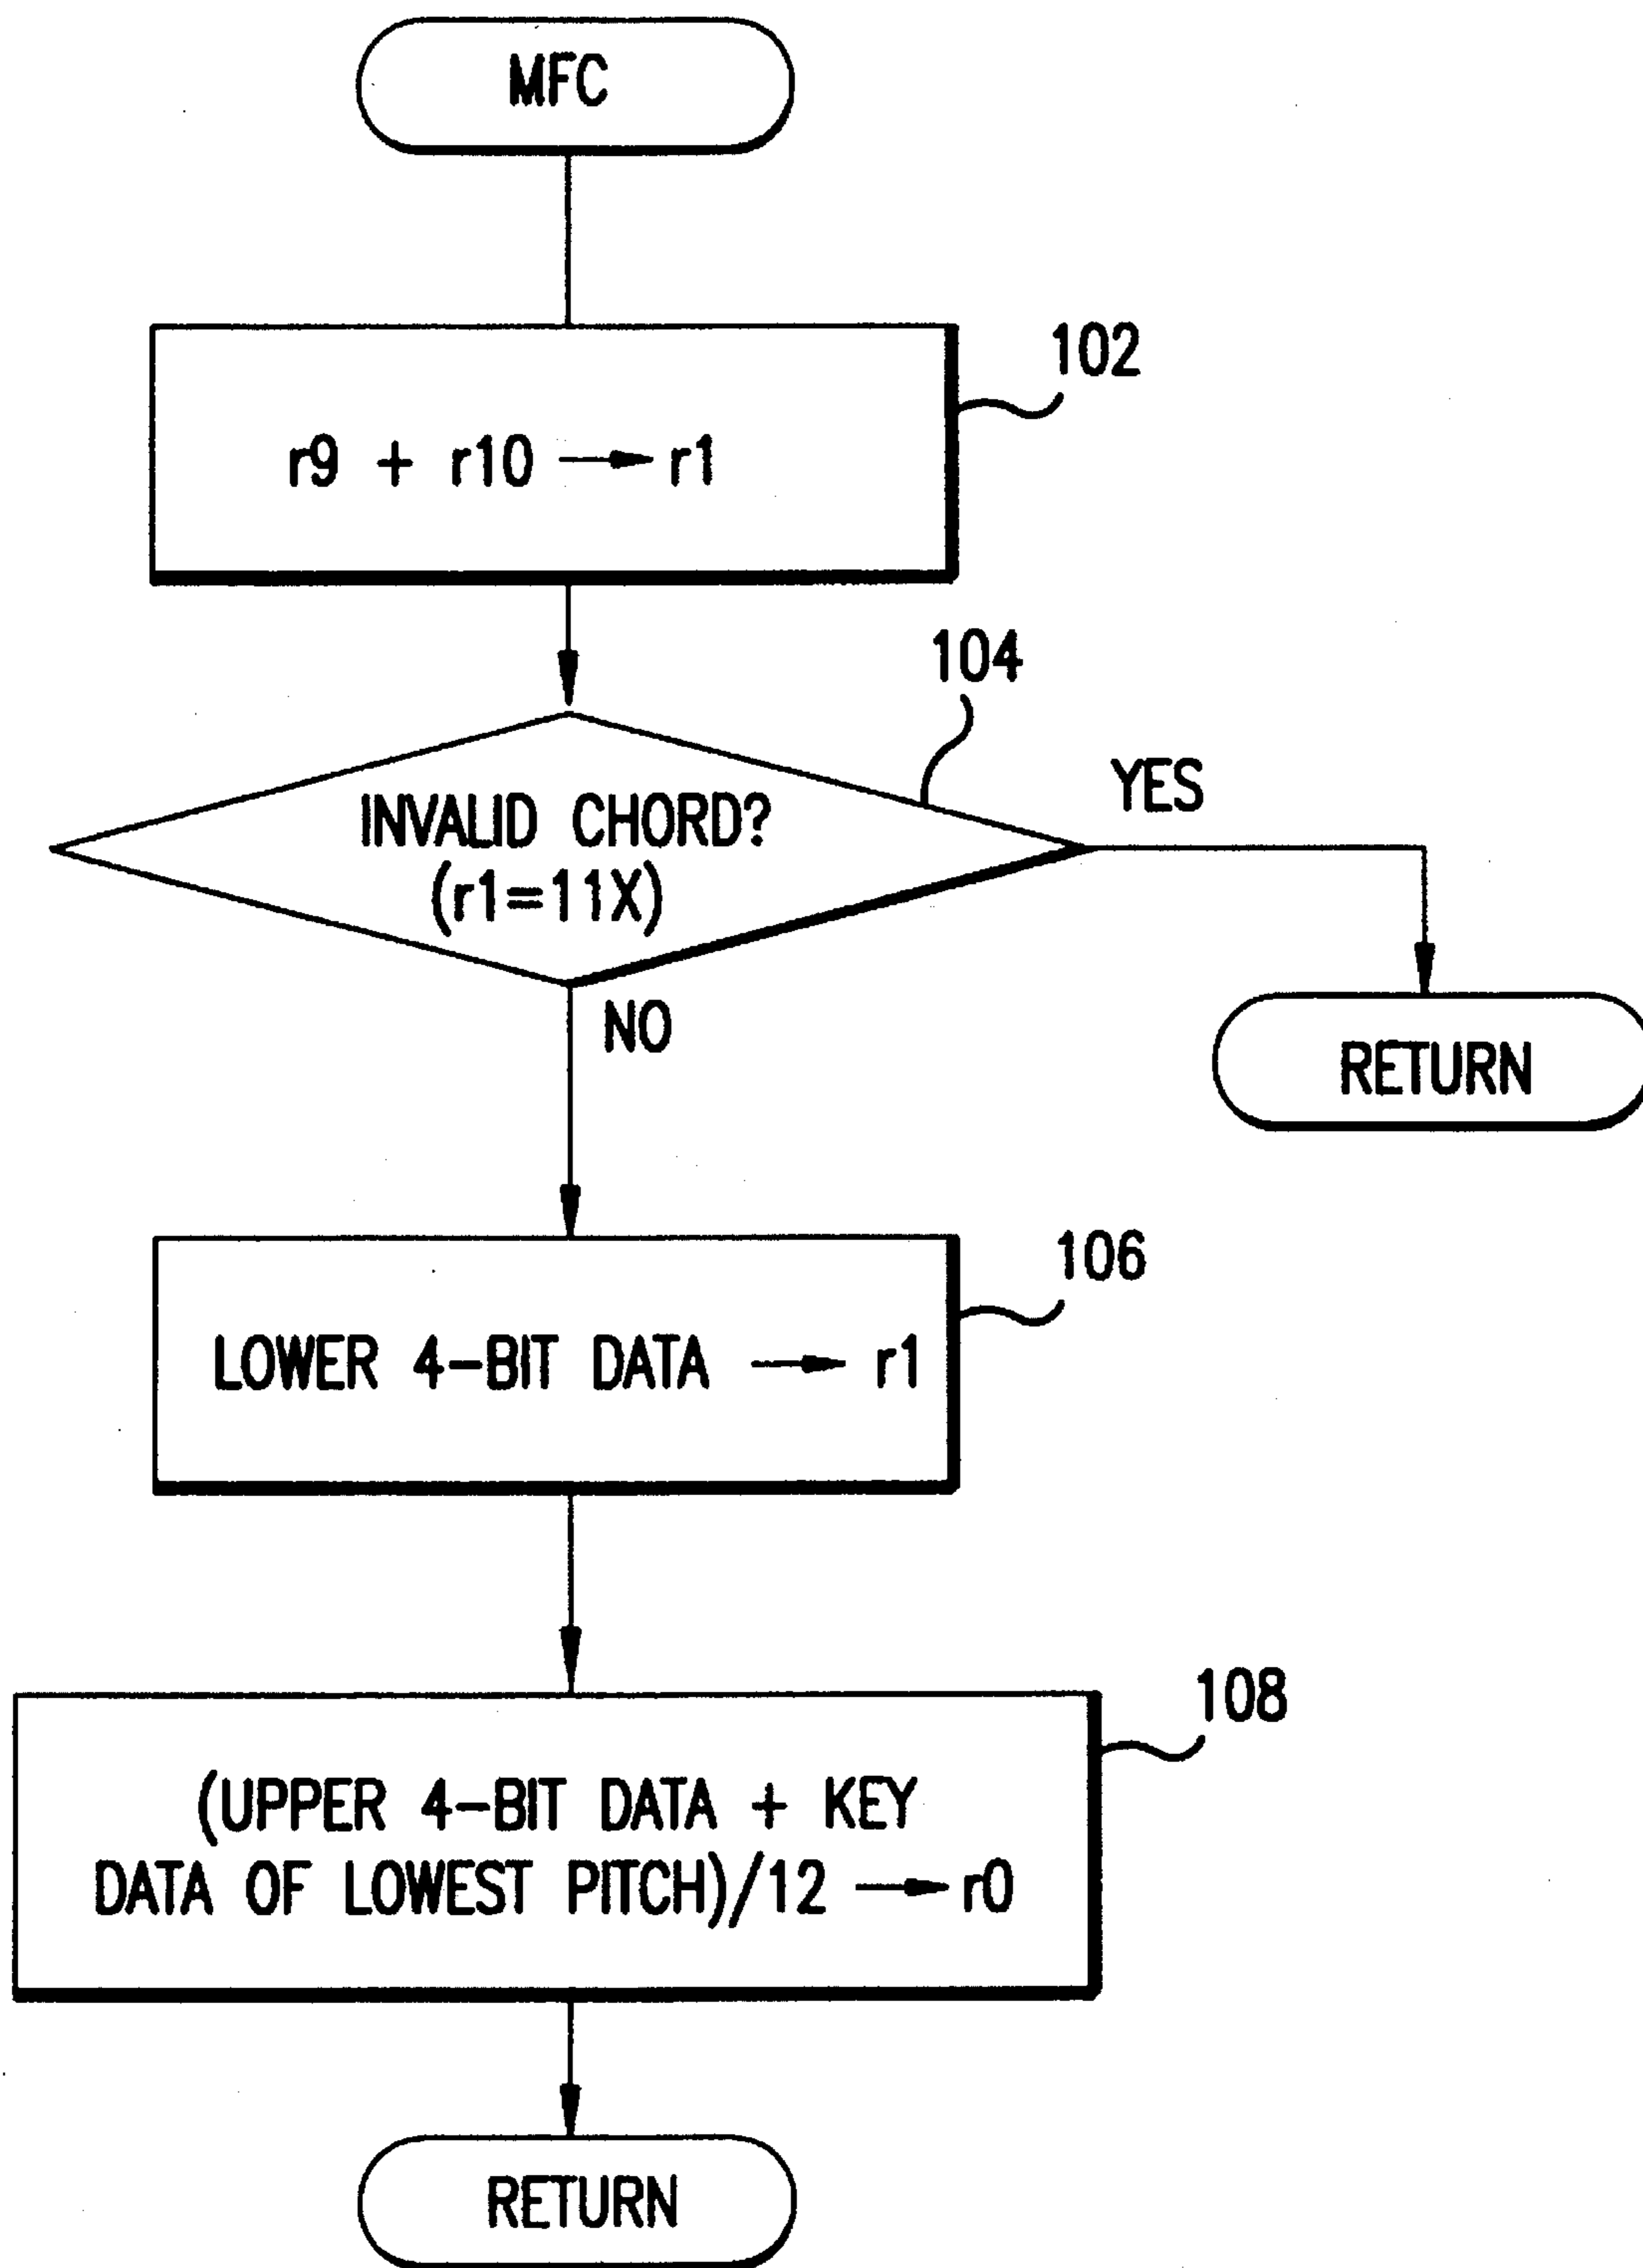 MFC
102
r9 + r10 → r1
104
YES
INVALID CHORD?
(r1=11X)
NO
RETURN
106
LOWER 4-BIT DATA → r1
108
(UPPER 4-BIT DATA + KEY
DATA OF LOWEST PITCH)/12 → r0
RETURN